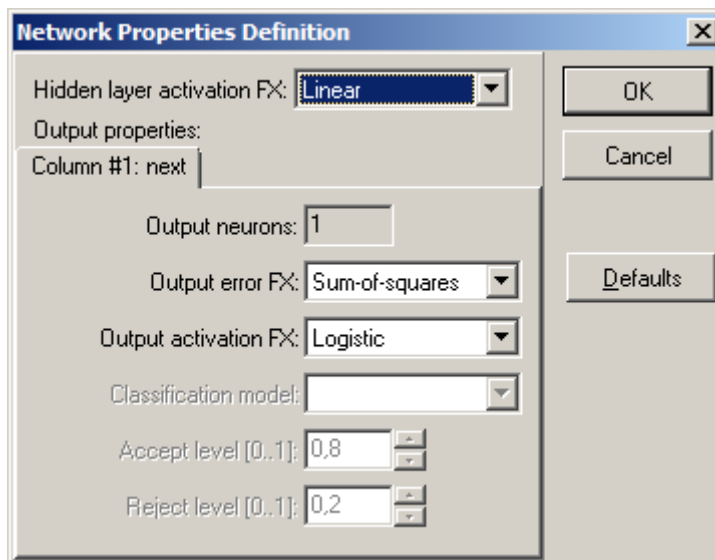 Network Properties Definition
Hidden layer activation FX: Linear
OK
Output properties:
Cancel
Column #1: next
Output neurons: 1
Output error FX: Sum-of-squares
Defaults
Output activation FX: Logistic
Classification model:
Accept level [0..1]: 0,8
Reject level [0..1]: 0,2